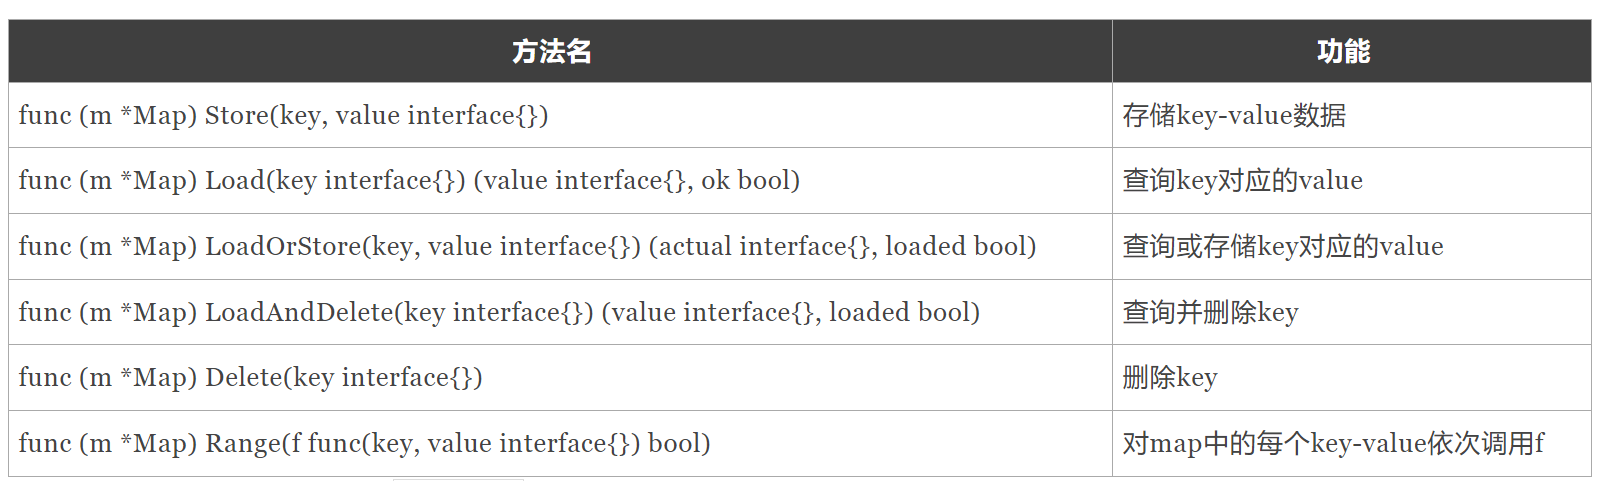 方法名 功能
func (m *Map) Store(key, value interface{}) 存储key-value数据
func (m *Map) Load(key interface{}) (value interface{}, ok bool) 查询key对应的value
func (m *Map) LoadOrStore(key, value interface{}) (actual interface{}, loaded bool) 查询或存储key对应的value
func (m *Map) LoadAndDelete(key interface{}) (value interface{}, loaded bool) 查询并删除key
func (m *Map) Delete(key interface{}) 删除key
func (m *Map) Range(f func(key, value interface{}) bool) 对map中的每个key-value依次调用f